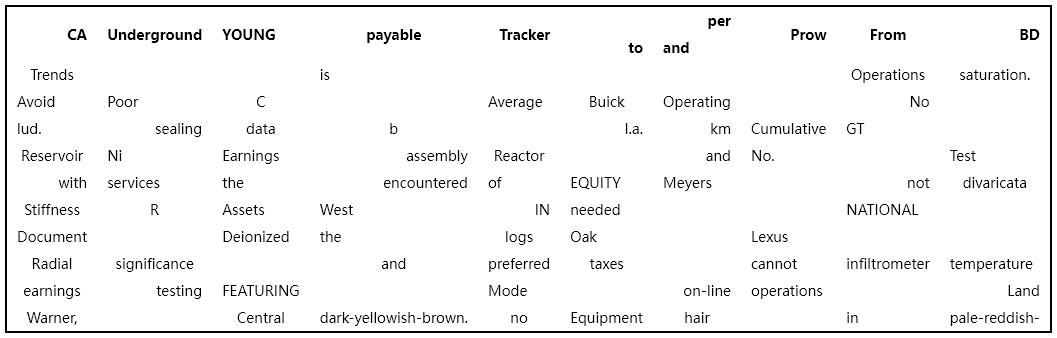 per
CA Underground YOUNG payable Tracker Prow From BD
to and
Trends is Operations saturation.
Avoid Poor C Average Buick Operating No
lud. sealing data b l.a. km Cumulative GT
Reservoir Ni Earnings assembly Reactor and No. Test
with services the encountered of EQUITY Meyers not divaricata
Stiffness R Assets West IN needed NATIONAL
Document Deionized the logs Oak Lexus
Radial significance and preferred taxes cannot infiltrometer temperature
earnings testing FEATURING Mode on-line operations Land
Warner, Central dark-yellowish-brown. no Equipment hair in pale-reddish-